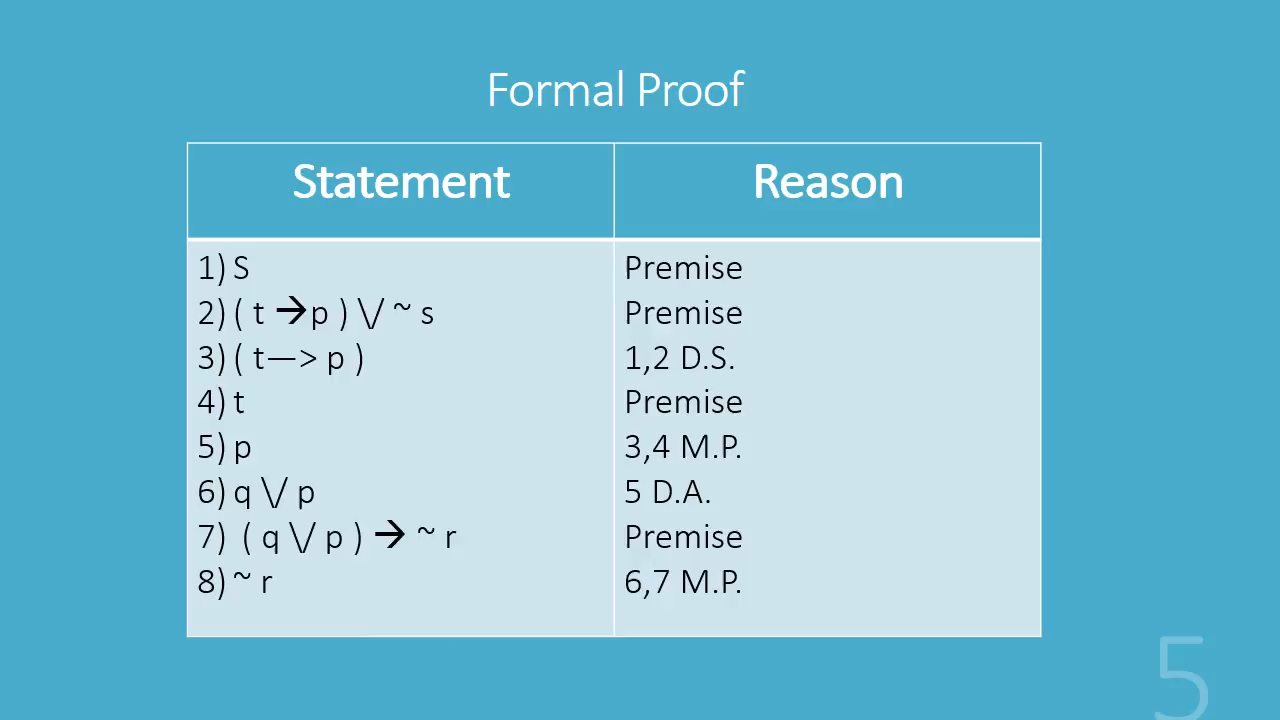 Formal Proof
Statement
Reason
1) S
Premise
2) ( t →p ) \/ ~ s
Premise
3) ( t—> p )
1,2 D.S.
4) t
Premise
5) p
3,4 M.P.
6) q \/ p
5 D.A.
7) ( q \/ p ) → ~ r
Premise
8) ~ r
6,7 M.P.
5